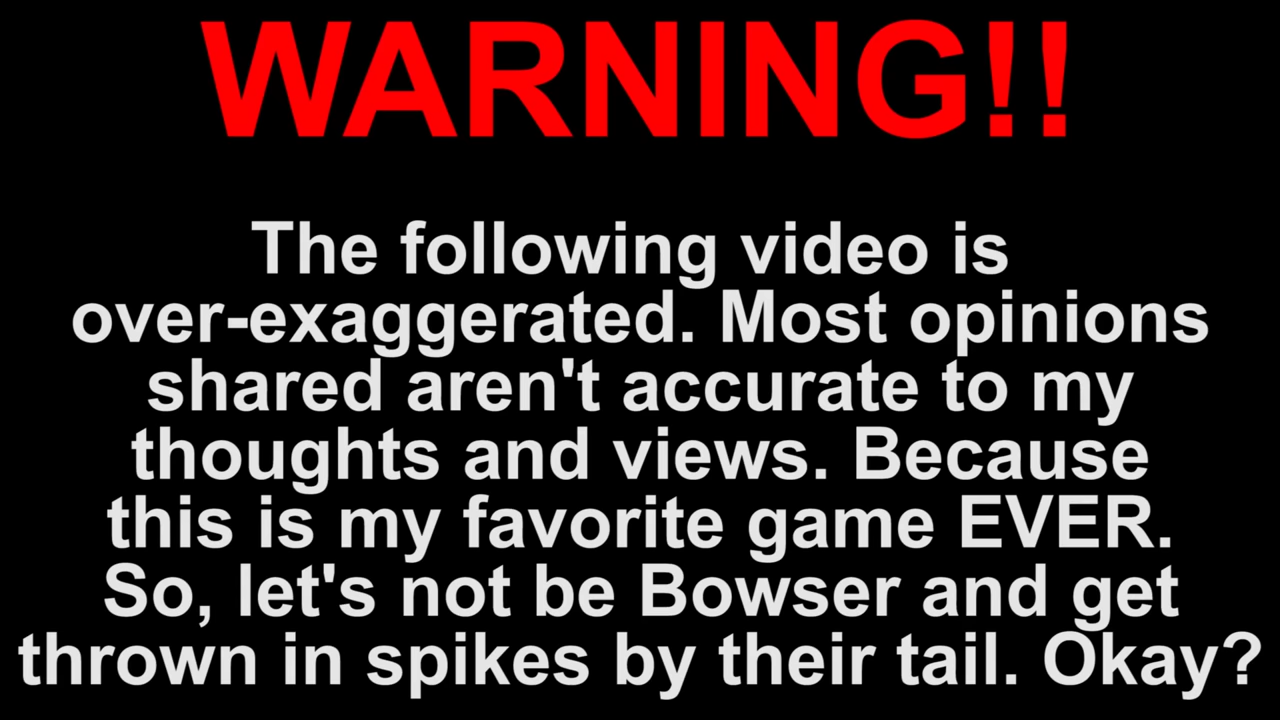 WARNING!!
The following video is
over-exaggerated. Most opinions
shared aren't accurate to my
thoughts and views. Because
this is my favorite game EVER.
So, let's not be Bowser and get
thrown in spikes by their tail. Okay?